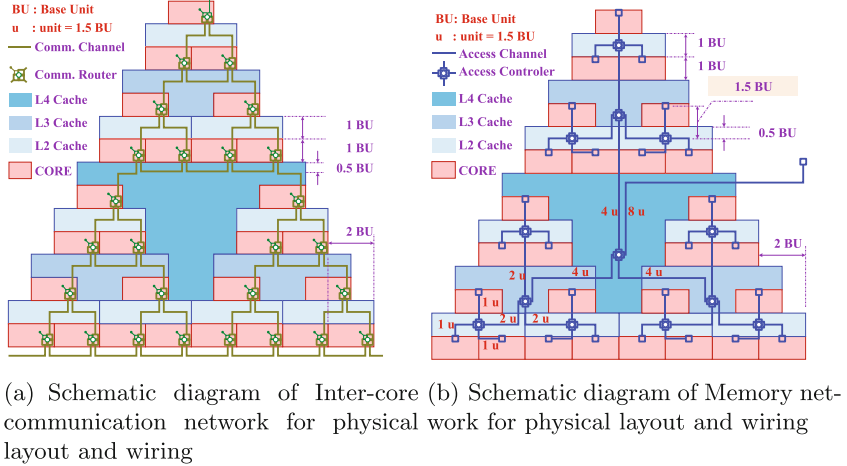 BU : Base Unit
u : unit = 1.5 BU
Comm. Channel
Comm. Router
L4 Cache
L3 Cache
L2 Cache
CORE
1 BU
1 BU
0.5 BU
2 BU
BU: Base Unit
u : unit = 1.5 BU
Access Channel
Access Controler
L4 Cache
L3 Cache
L2 Cache
CORE
1 BU
1 BU
1.5 BU
0.5 BU
4 u 8 u
2 BU
2 u 4 u 4 u
1 u
1 u 2 u 2 u
1 u
(a) Schematic diagram of Inter-core
communication network for physical
layout and wiring
(b) Schematic diagram of Memory net-
work for physical layout and wiring